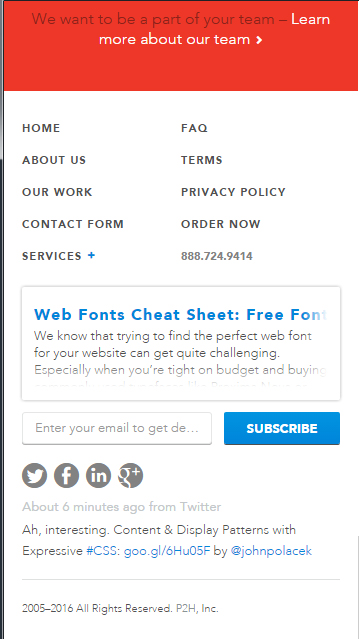 We want to be a part of your team – Learn
more about our team >
HOME
FAQ
ABOUT US
TERMS
OUR WORK
PRIVACY POLICY
CONTACT FORM
ORDER NOW
SERVICES +
888.724.9414
Web Fonts Cheat Sheet: Free Font
We know that trying to find the perfect web font
for your website can get quite challenging.
Especially when you're tight on budget and buying
Enter your email to get de...
SUBSCRIBE
About 6 minutes ago from Twitter
Ah, interesting. Content & Display Patterns with
Expressive #CSS: goo.gl/6Hu05F by @johnpolacek
2005–2016 All Rights Reserved. P2H, Inc.